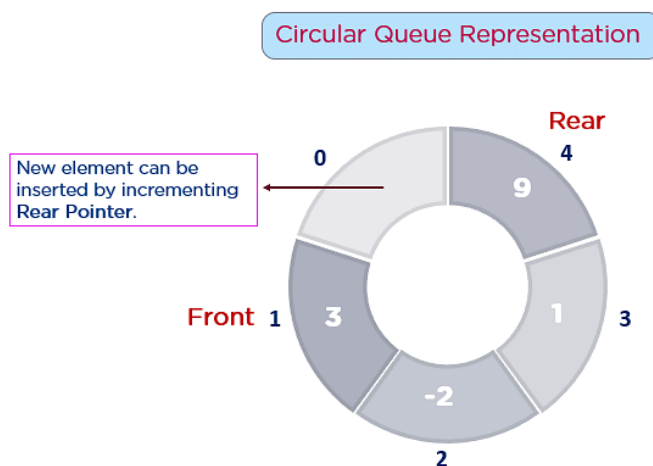 Circular Queue Representation
Rear
4
0
9
New element can be
inserted by incrementing
Rear Pointer.
Front 1
3
1
3
-2
2